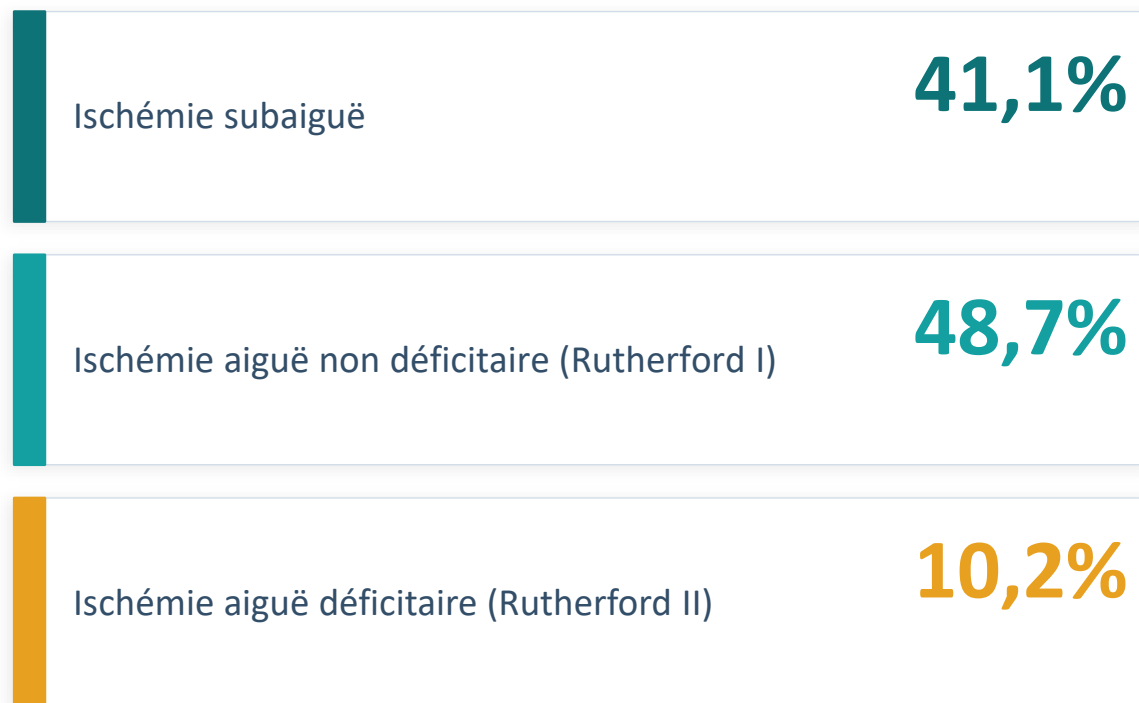 Ischémie subaiguë
41,1%
Ischémie aiguë non déficitaire (Rutherford I)
48,7%
Ischémie aiguë déficitaire (Rutherford II)
10,2%